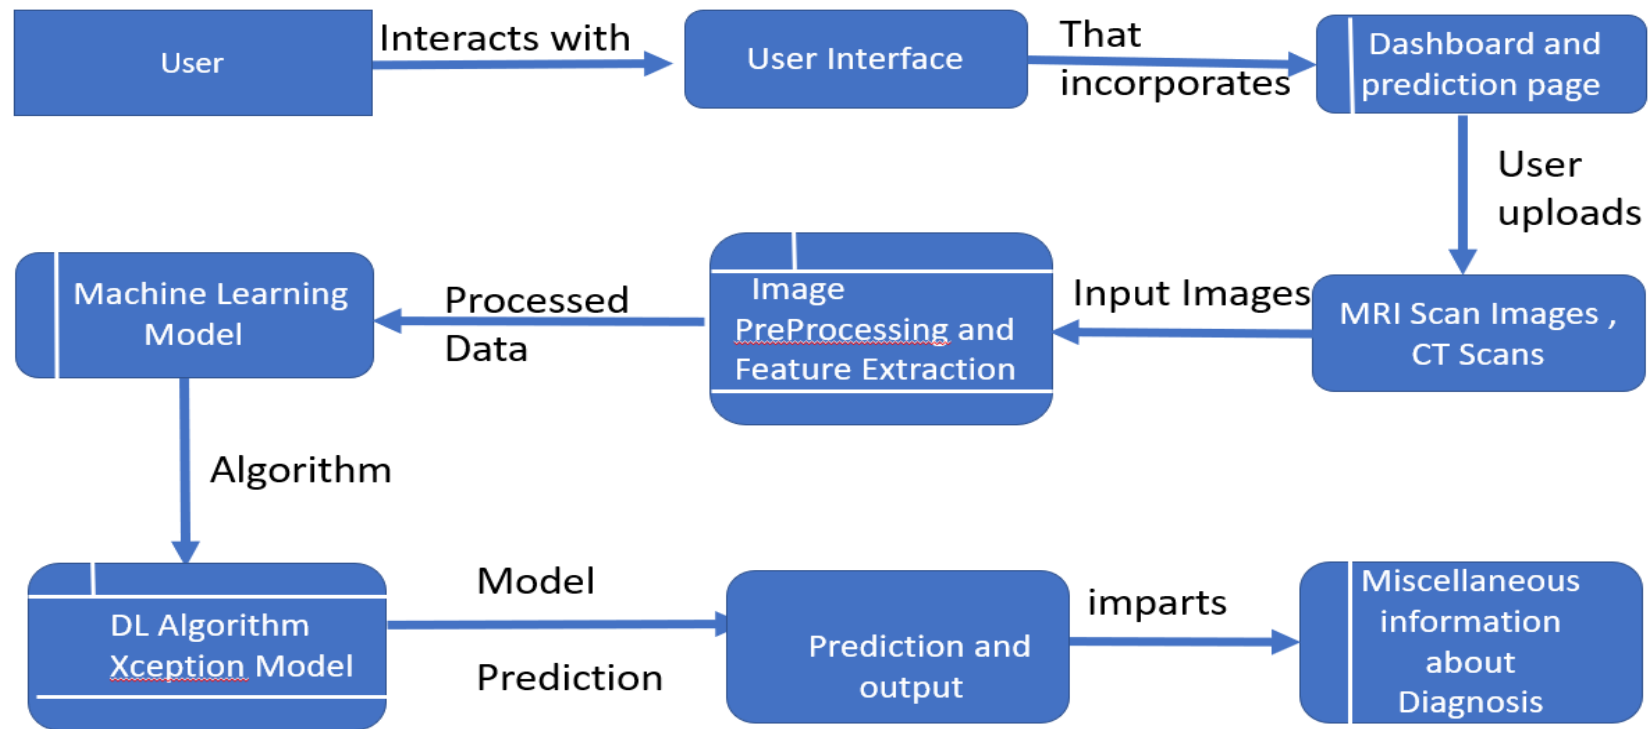 User
Interacts with
User Interface
That
incorporates
Dashboard and
prediction page
User
uploads
MRI Scan Images ,
CT Scans
Input Images
Image
PreProcessing and
Feature Extraction
Processed
Data
Machine Learning
Model
Algorithm
DL Algorithm
Xception Model
Model
Prediction
Prediction and
output
imparts
Miscellaneous
information
about
Diagnosis